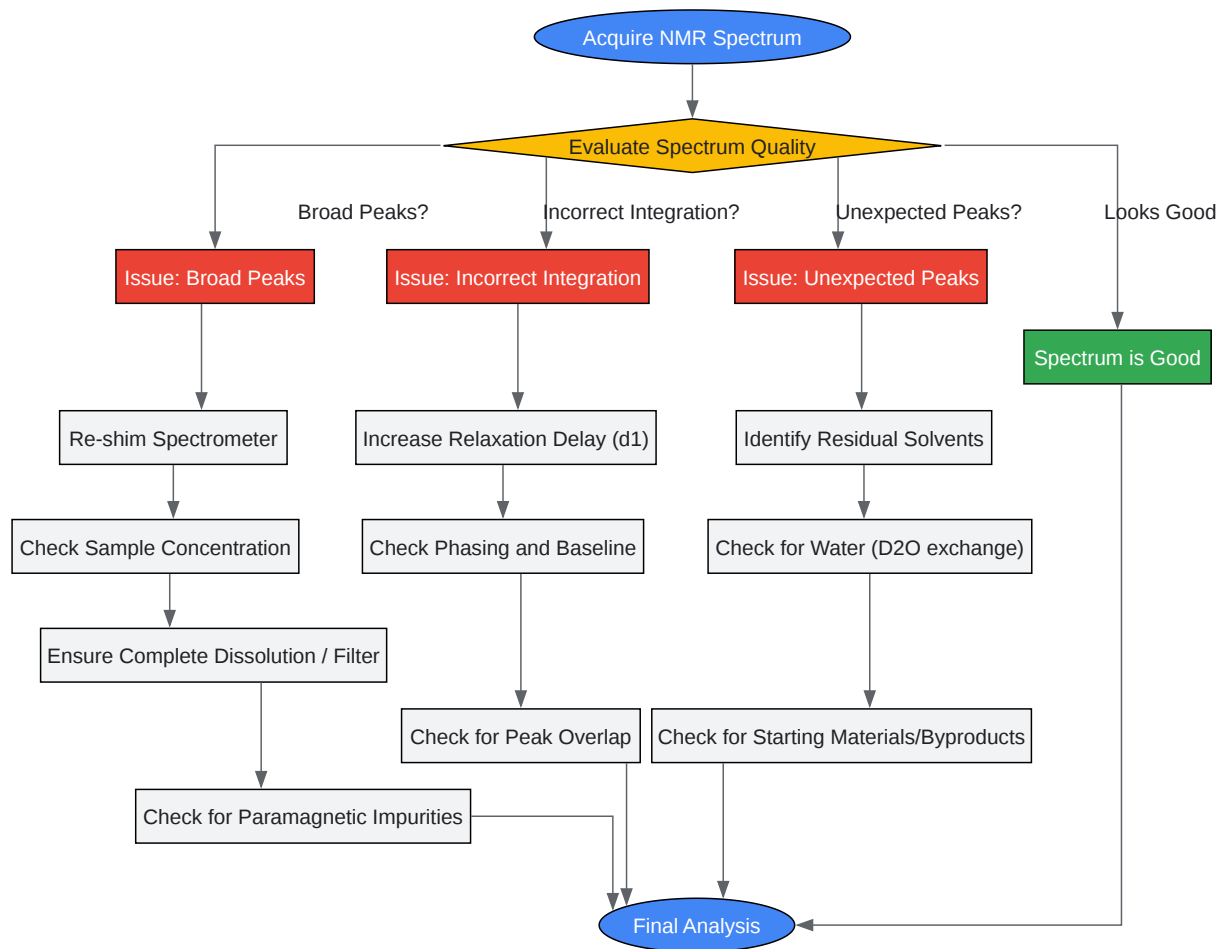 Acquire NMR Spectrum
Evaluate Spectrum Quality
Broad Peaks?
Incorrect Integration?
Unexpected Peaks?
Looks Good
Issue: Broad Peaks
Issue: Incorrect Integration
Issue: Unexpected Peaks
Spectrum is Good
Re-shim Spectrometer
Increase Relaxation Delay (d1)
Identify Residual Solvents
Check Sample Concentration
Check Phasing and Baseline
Check for Water (D2O exchange)
Ensure Complete Dissolution / Filter
Check for Peak Overlap
Check for Starting Materials/Byproducts
Check for Paramagnetic Impurities
Final Analysis